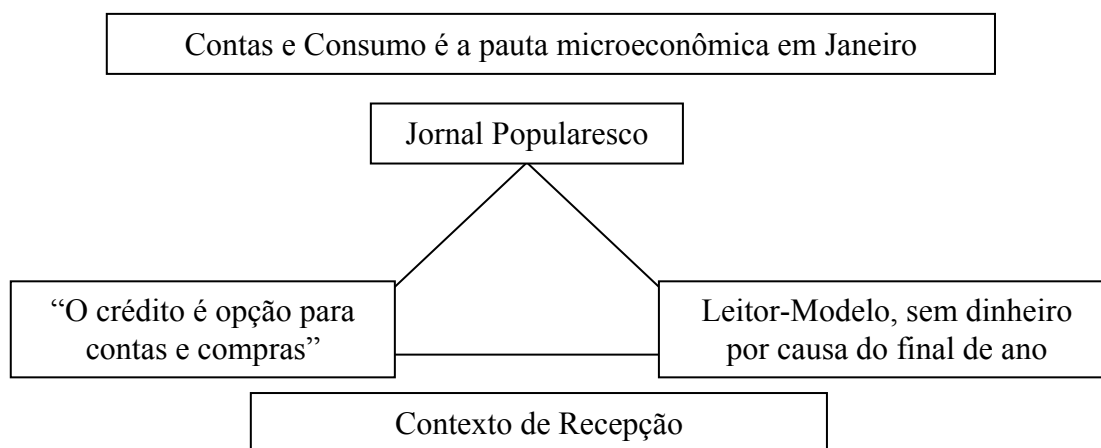 Contas e Consumo é a pauta microeconômica em Janeiro
Jornal Popularesco
“O crédito é opção para
contas e compras”
Leitor-Modelo, sem dinheiro
por causa do final de ano
Contexto de Recepção